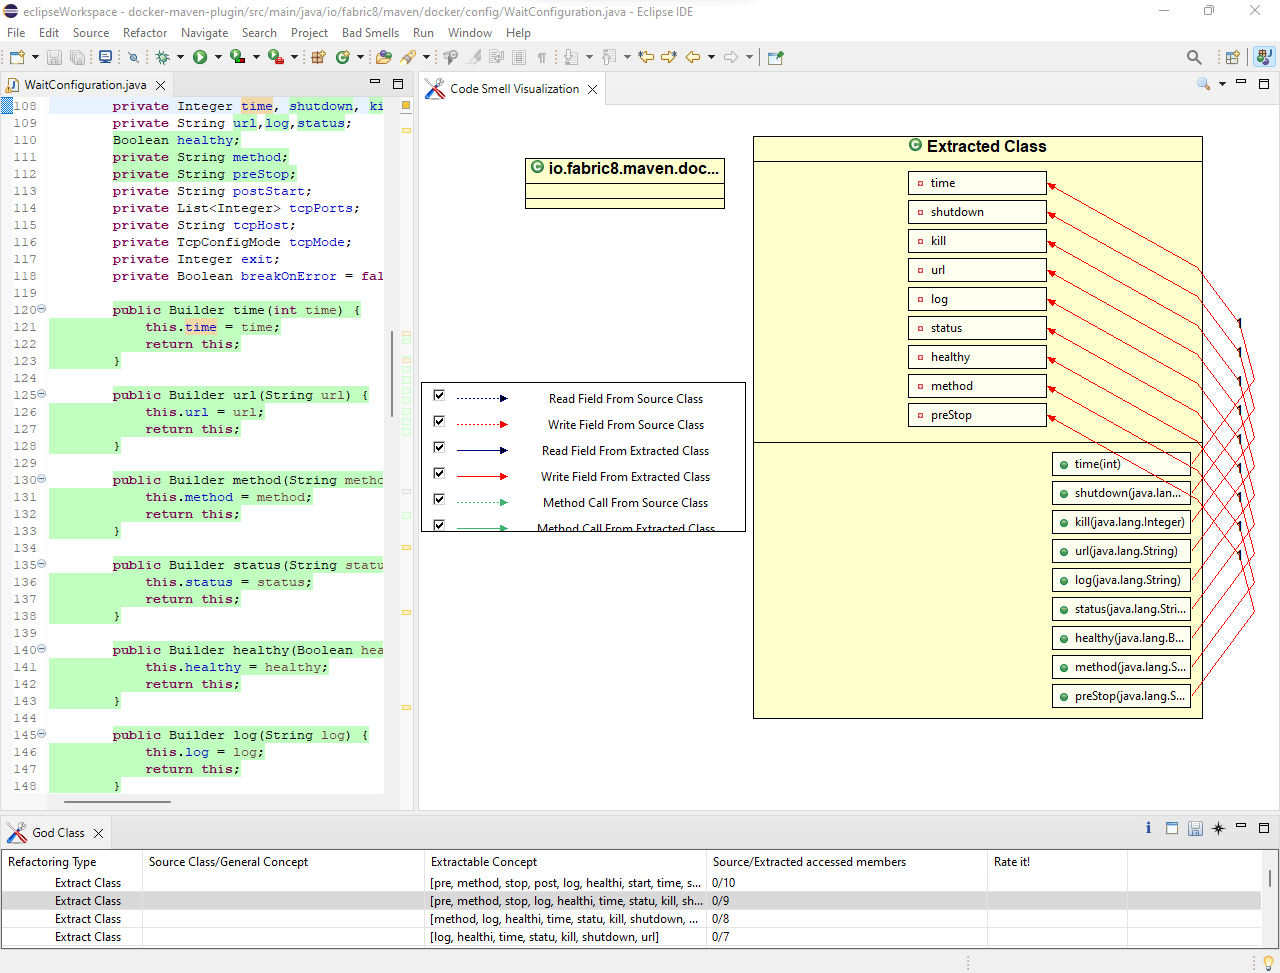 eclipseWorkspace - docker-maven-plugin/src/main/java/io/fabric8/maven/docker/config/WaitConfiguration.java - Eclipse IDE
File Edit Source Refactor Navigate Search Project Bad Smells Run Window Help
WaitConfiguration.java
108 private Integer time, shutdown, ki
109 private String url,log,status;
110 Boolean healthy;
111 private String method;
112 private String preStop;
113 private String postStart;
114 private List<Integer> tcpPorts;
115 private String tcpHost;
116 private TcpConfigMode tcpMode;
117 private Integer exit;
118 private Boolean breakOnError = fal
119
120 public Builder time(int time) {
121 this.time = time;
122 return this;
123 }
124
125 public Builder url(String url) {
126 this.url = url;
127 return this;
128 }
129
130 public Builder method(String metho
131 this.method = method;
132 return this;
133 }
134
135 public Builder status(String statu
136 this.status = status;
137 return this;
138 }
139
140 public Builder healthy(Boolean hea
141 this.healthy = healthy;
142 return this;
143 }
144
145 public Builder log(String log) {
146 this.log = log;
147 return this;
148 }
Code Smell Visualization
io.fabric8.maven.doc...
Extracted Class
time
shutdown
kill
url
log
status
healthy
method
preStop
time(int)
shutdown(java.lan...
kill(java.lang.Integer)
url(java.lang.String)
log(java.lang.String)
status(java.lang.Stri...
healthy(java.lang.B...
method(java.lang.S...
preStop(java.lang.S...
1
1
1
1
1
1
1
1
1
Read Field From Source Class
Write Field From Source Class
Read Field From Extracted Class
Write Field From Extracted Class
Method Call From Source Class
Method Call From Extracted Class
God Class
Refactoring Type Source Class/General Concept Extractable Concept Source/Extracted accessed members Rate it!
Extract Class [pre, method, stop, post, log, healthi, start, time, s... 0/10
Extract Class [pre, method, stop, log, healthi, time, statu, kill, sh... 0/9
Extract Class [method, log, healthi, time, statu, kill, shutdown, ... 0/8
Extract Class [log, healthi, time, statu, kill, shutdown, url] 0/7